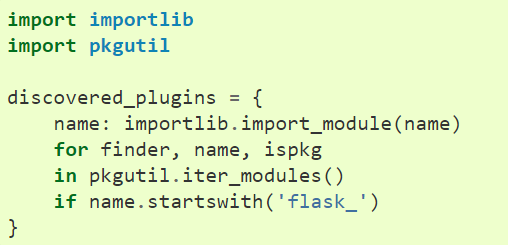 import importlib
import pkgutil

discovered_plugins = {
    name: importlib.import_module(name)
    for finder, name, ispkg
    in pkgutil.iter_modules()
    if name.startswith('flask_')
}